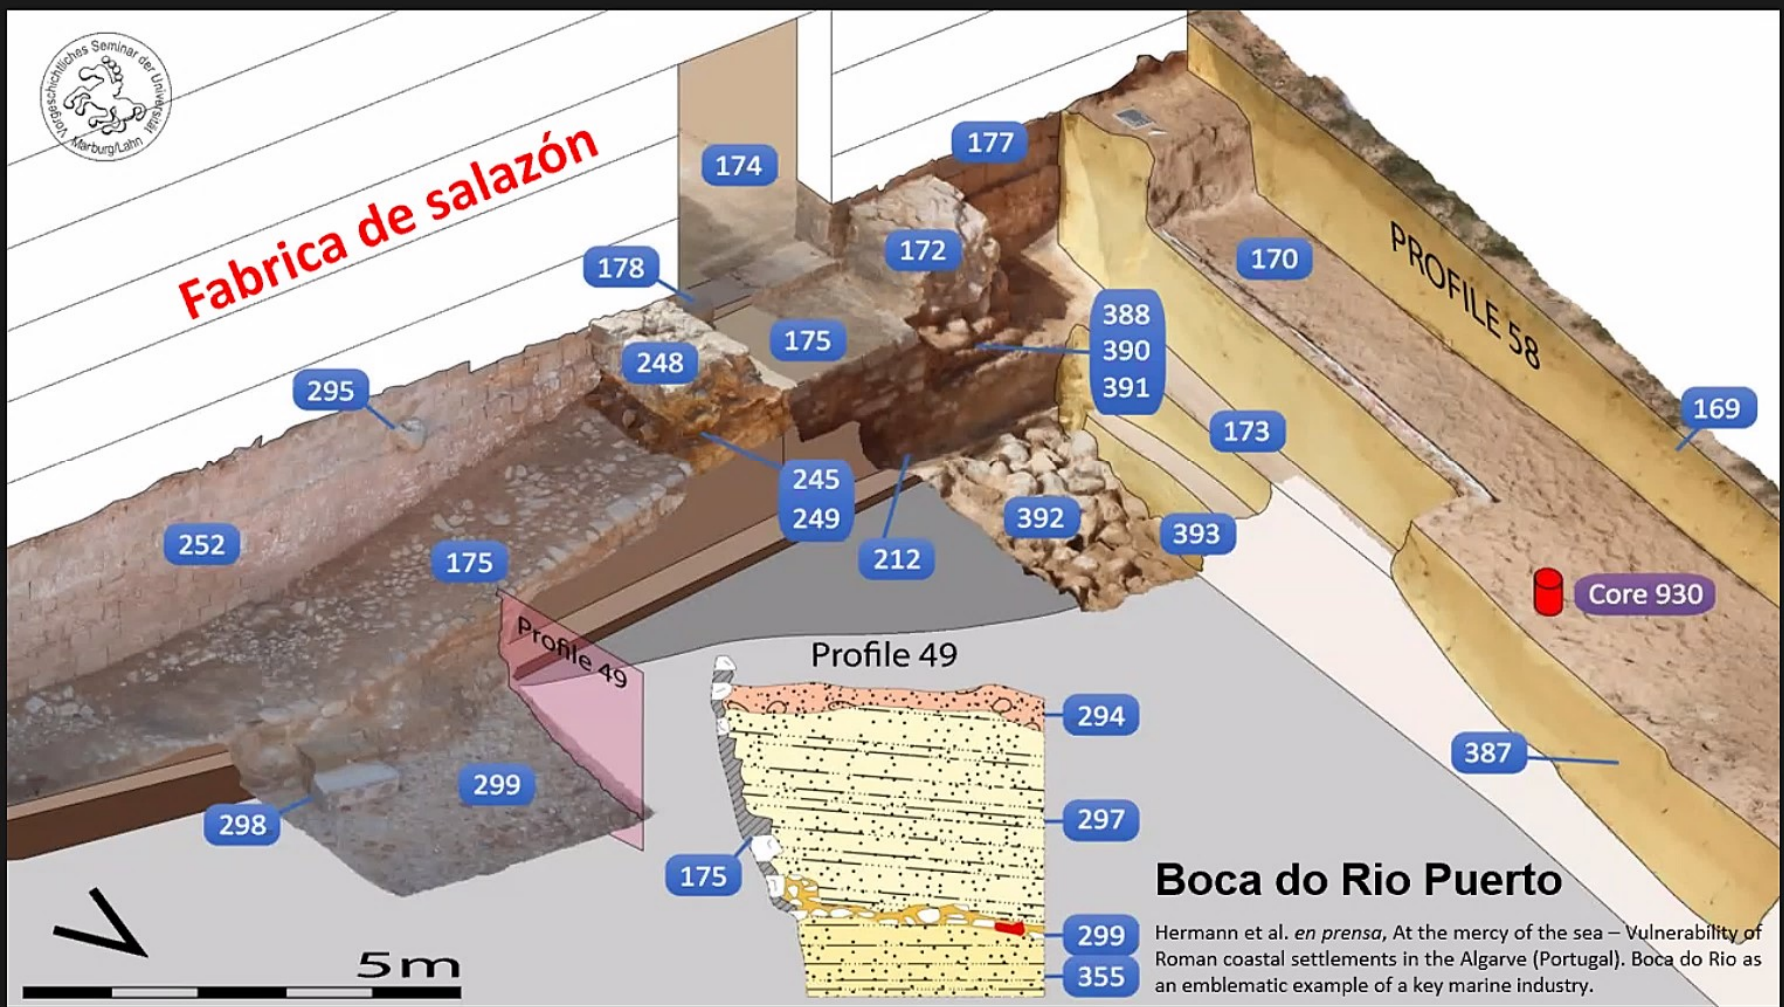 Vorgeschichtliches Seminar der Universität
Marburg/Lahn
Fabrica de salazón
174
177
172
178
170
PROFILE 58
175
248
388
390
391
295
169
173
245
249
252
175
392
393
212
Core 930
Profile 49
Profile 49
294
387
299
298
297
175
Boca do Rio Puerto
299
355
Hermann et al. en prensa, At the mercy of the sea – Vulnerability of
Roman coastal settlements in the Algarve (Portugal). Boca do Rio as
an emblematic example of a key marine industry.
5m